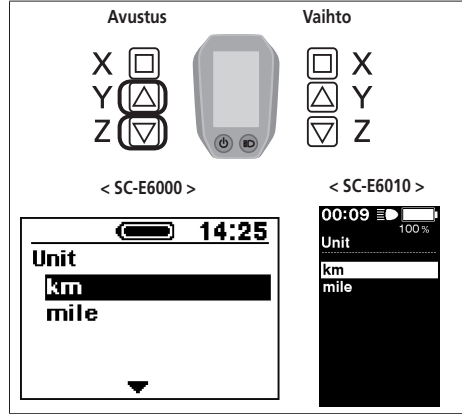 Avustus Vaihto
X X
Y Y
Z Z
< SC-E6000 > < SC-E6010 >
14:25
Unit
km
mile
00:09
100 %
Unit
km
mile